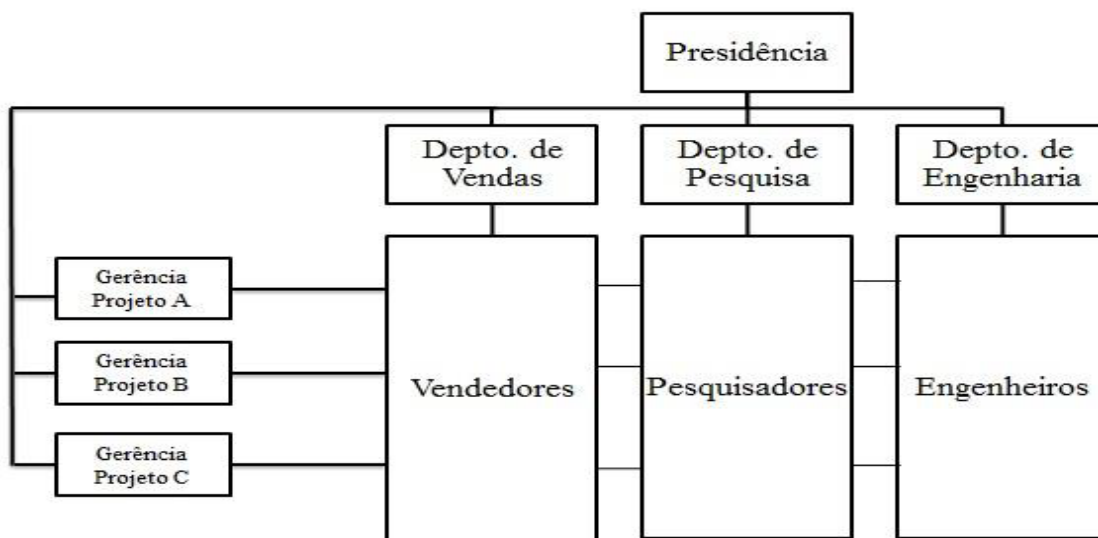 Presidência
Depto. de
Vendas
Depto. de
Pesquisa
Depto. de
Engenharia
Gerência
Projeto A
Gerência
Projeto B
Gerência
Projeto C
Vendedores
Pesquisadores
Engenheiros